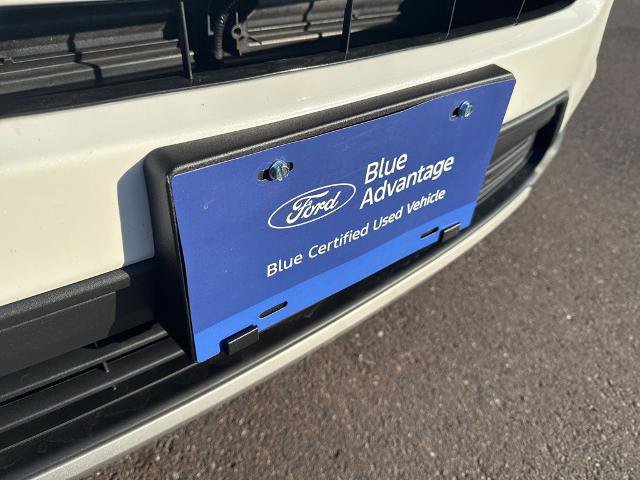 Ford
Blue
Advantage
Blue Certified Used Vehicle